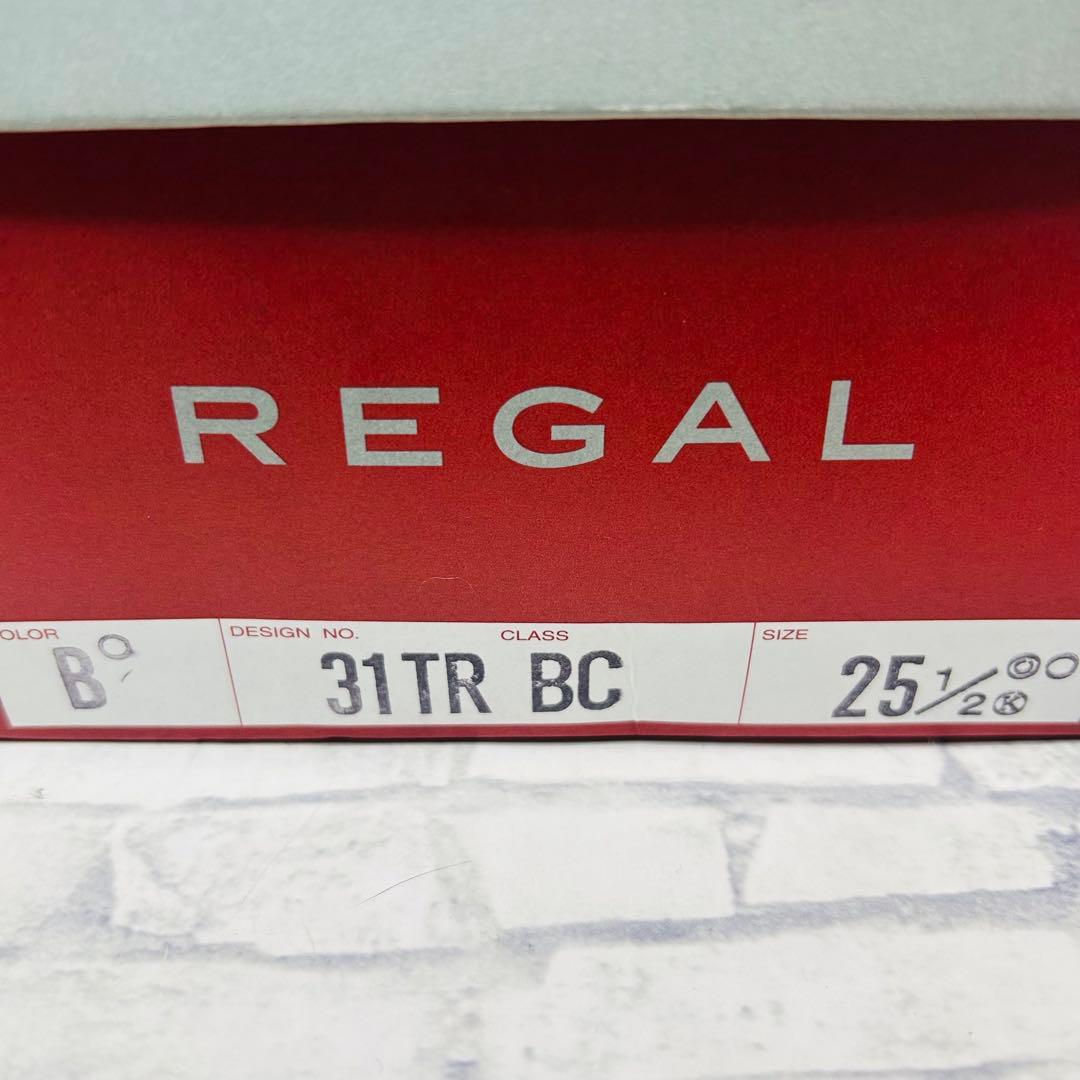 REGAL
OLOR DESIGN NO. CLASS SIZE
B 31TR BC 25 1/2 Ⓚ